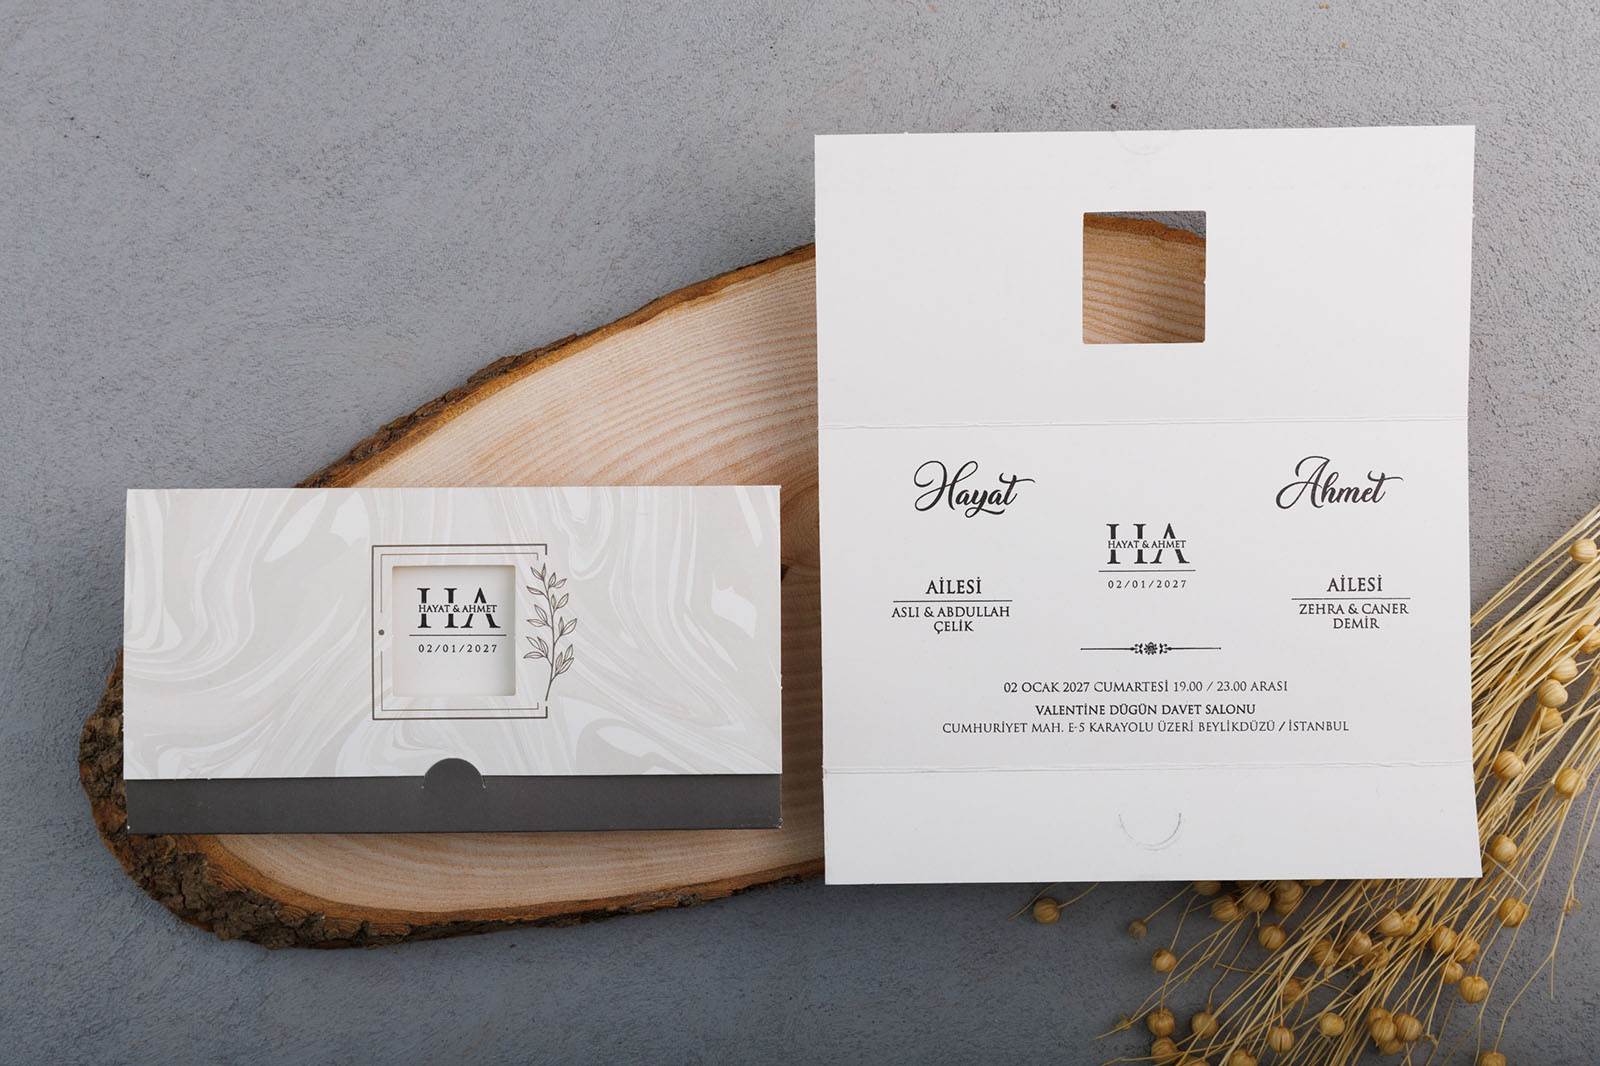 HA
HAYAT & AHMET
02/01/2027
Hayat
Ahmet
HA
HAYAT & AHMET
02/01/2027
AİLESİ
ASLI & ABDULLAH
ÇELİK
AİLESİ
ZEHRA & CANER
DEMİR
02 OCAK 2027 CUMARTESİ 19.00 / 23.00 ARASI
VALENTİNE DÜGÜN DAVET SALONU
CUMHURİYET MAH. E-5 KARAYOLU ÜZERİ BEYLİKDÜZÜ / İSTANBUL